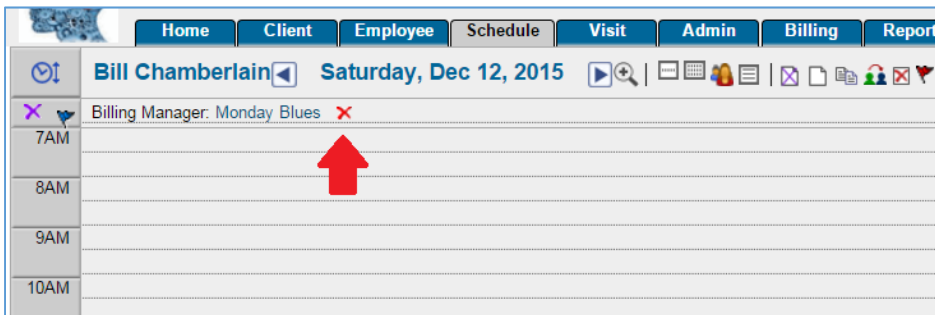 Home Client Employee Schedule Visit Admin Billing Report
Bill Chamberlain Saturday, Dec 12, 2015
Billing Manager: Monday Blues
7AM
8AM
9AM
10AM